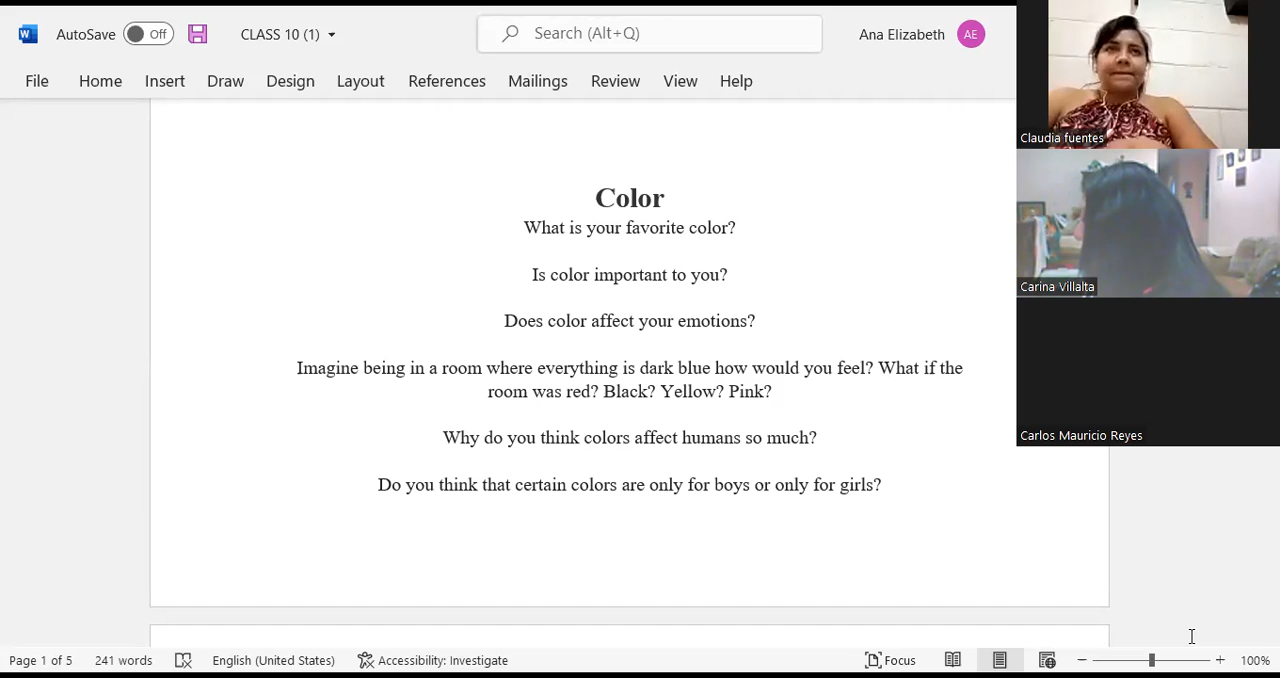 AutoSave Off CLASS 10 (1) Search (Alt+Q) Ana Elizabeth AE
File Home Insert Draw Design Layout References Mailings Review View Help
Claudia fuentes
Carina Villalta
Carlos Mauricio Reyes
Color
What is your favorite color?
Is color important to you?
Does color affect your emotions?
Imagine being in a room where everything is dark blue how would you feel? What if the
room was red? Black? Yellow? Pink?
Why do you think colors affect humans so much?
Do you think that certain colors are only for boys or only for girls?
Page 1 of 5 241 words English (United States) Accessibility: Investigate Focus 100%